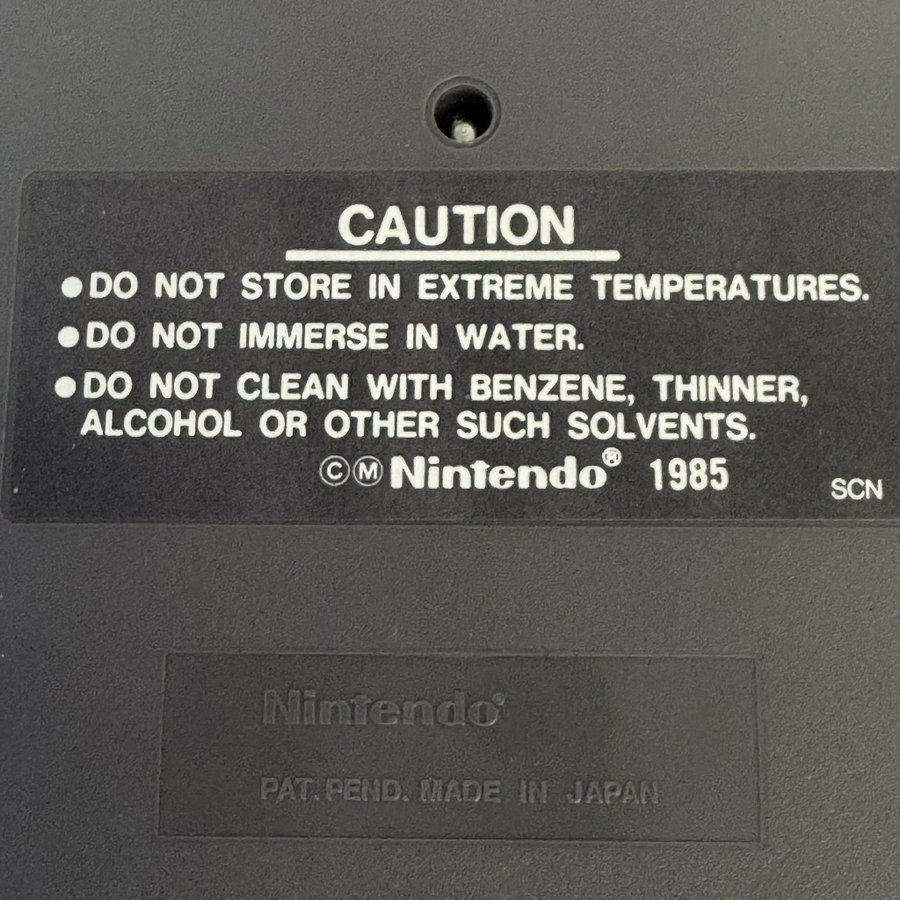 CAUTION
●DO NOT STORE IN EXTREME TEMPERATURES.
●DO NOT IMMERSE IN WATER.
●DO NOT CLEAN WITH BENZENE, THINNER,
ALCOHOL OR OTHER SUCH SOLVENTS.
©Ⓜ Nintendo® 1985
SCN
Nintendo®
PAT. PEND. MADE IN JAPAN